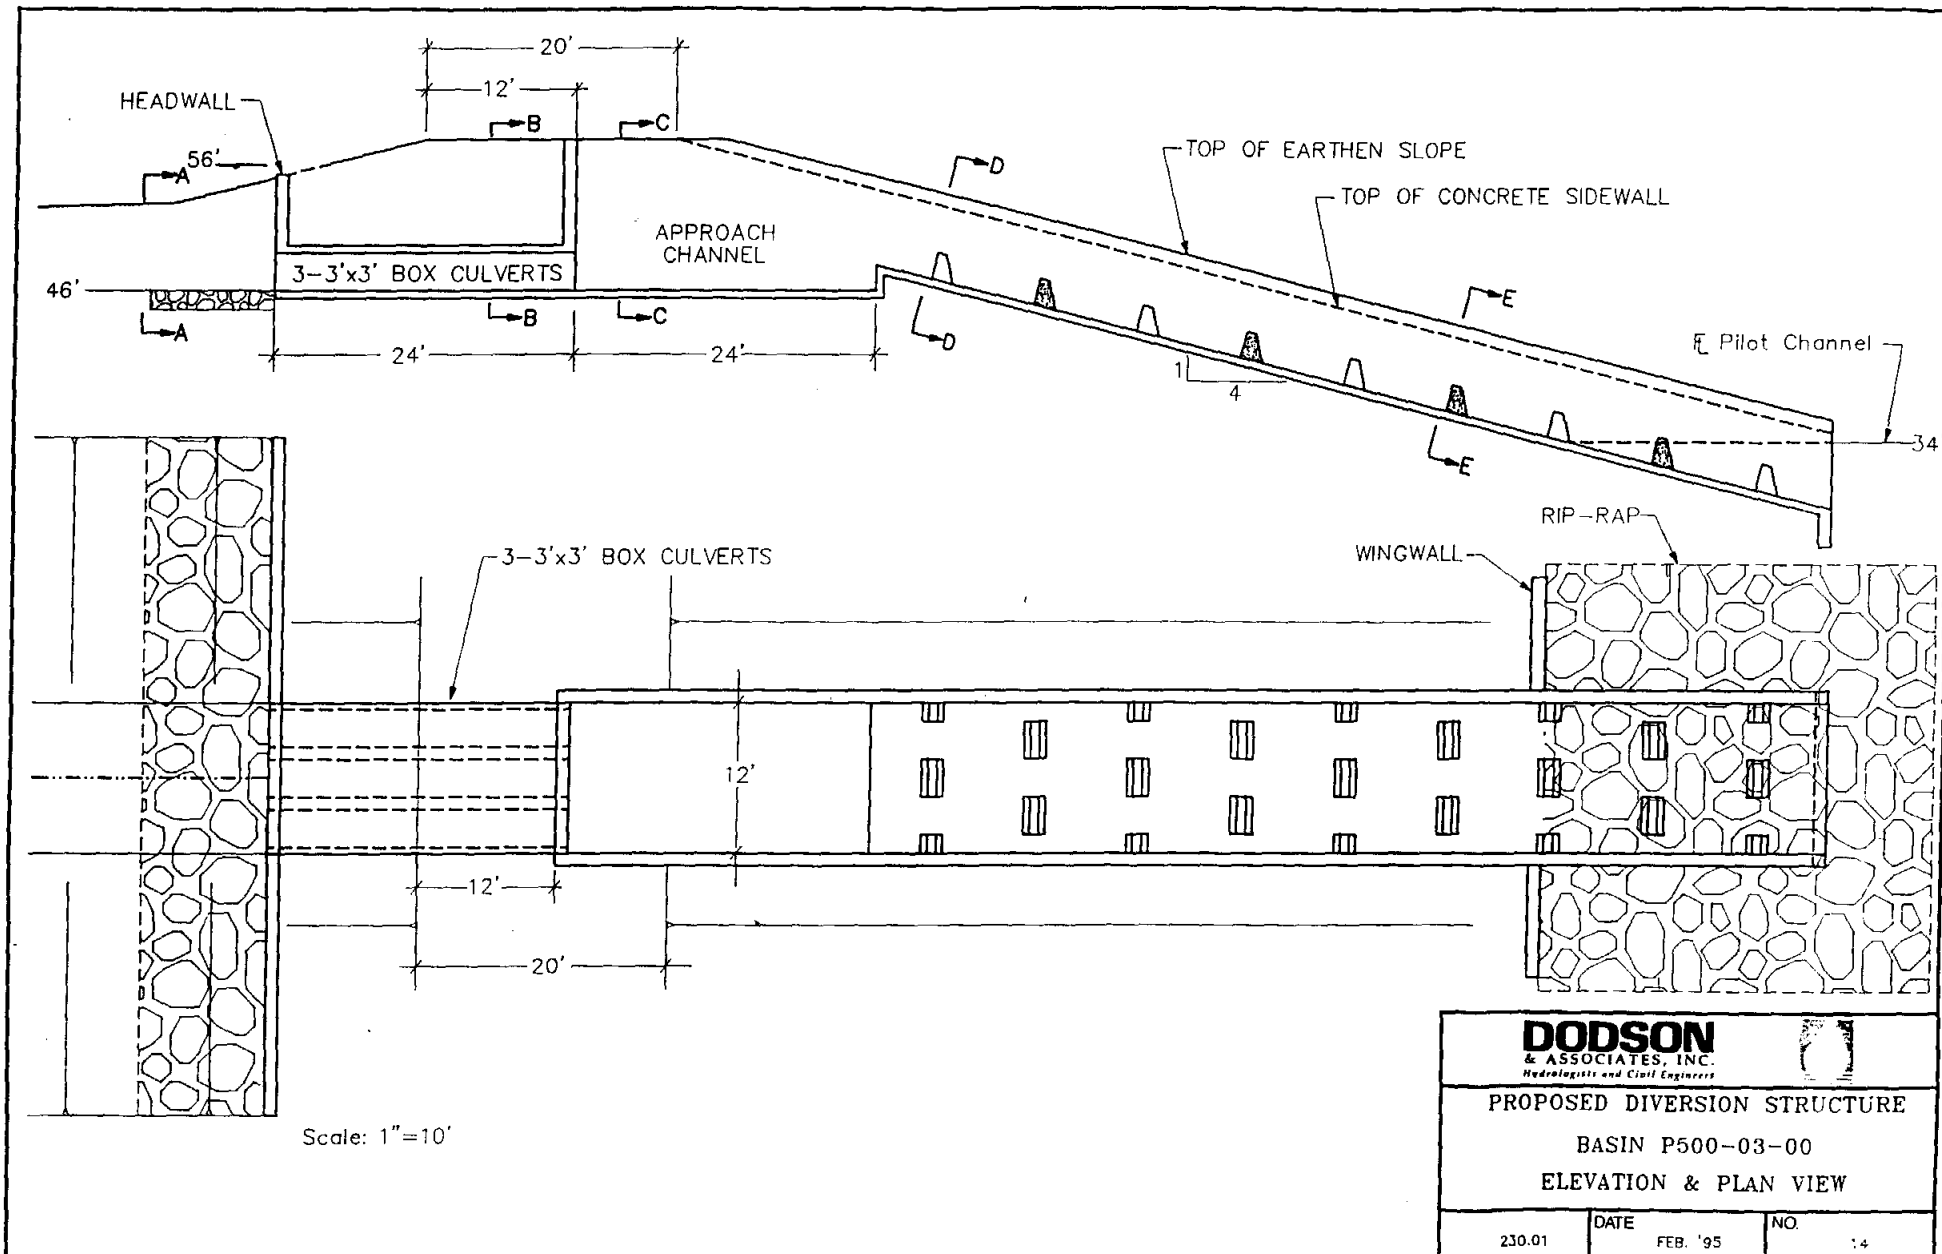 20'
12'
HEADWALL
B
C
56'
A
D
TOP OF EARTHEN SLOPE
TOP OF CONCRETE SIDEWALL
APPROACH
CHANNEL
3-3'x3' BOX CULVERTS
46'
E
A
B
C
D
24'
24'
1
4
℄ Pilot Channel
34
E
RIP-RAP
WINGWALL
3-3'x3' BOX CULVERTS
12'
12'
20'
Scale: 1"=10'
DODSON
& ASSOCIATES, INC.
Hydrologists and Civil Engineers
PROPOSED DIVERSION STRUCTURE
BASIN P500-03-00
ELEVATION & PLAN VIEW
DATE
NO.
230.01
FEB. '95